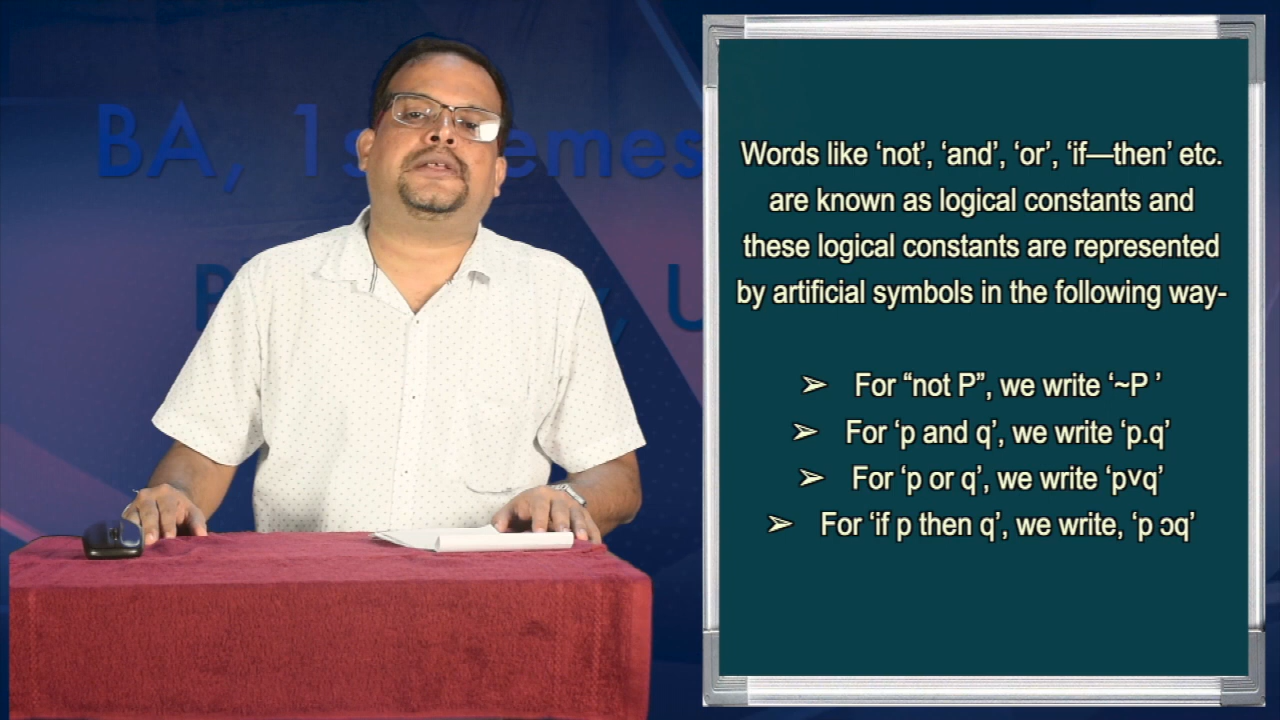 BA, 1s emes
Words like ‘not’, ‘and’, ‘or’, ‘if—then’ etc.
are known as logical constants and
these logical constants are represented
by artificial symbols in the following way-
➢ For “not P”, we write ‘~P ’
➢ For ‘p and q’, we write ‘p.q’
➢ For ‘p or q’, we write ‘pᵛq’
➢ For ‘if p then q’, we write, ‘p ɔq’